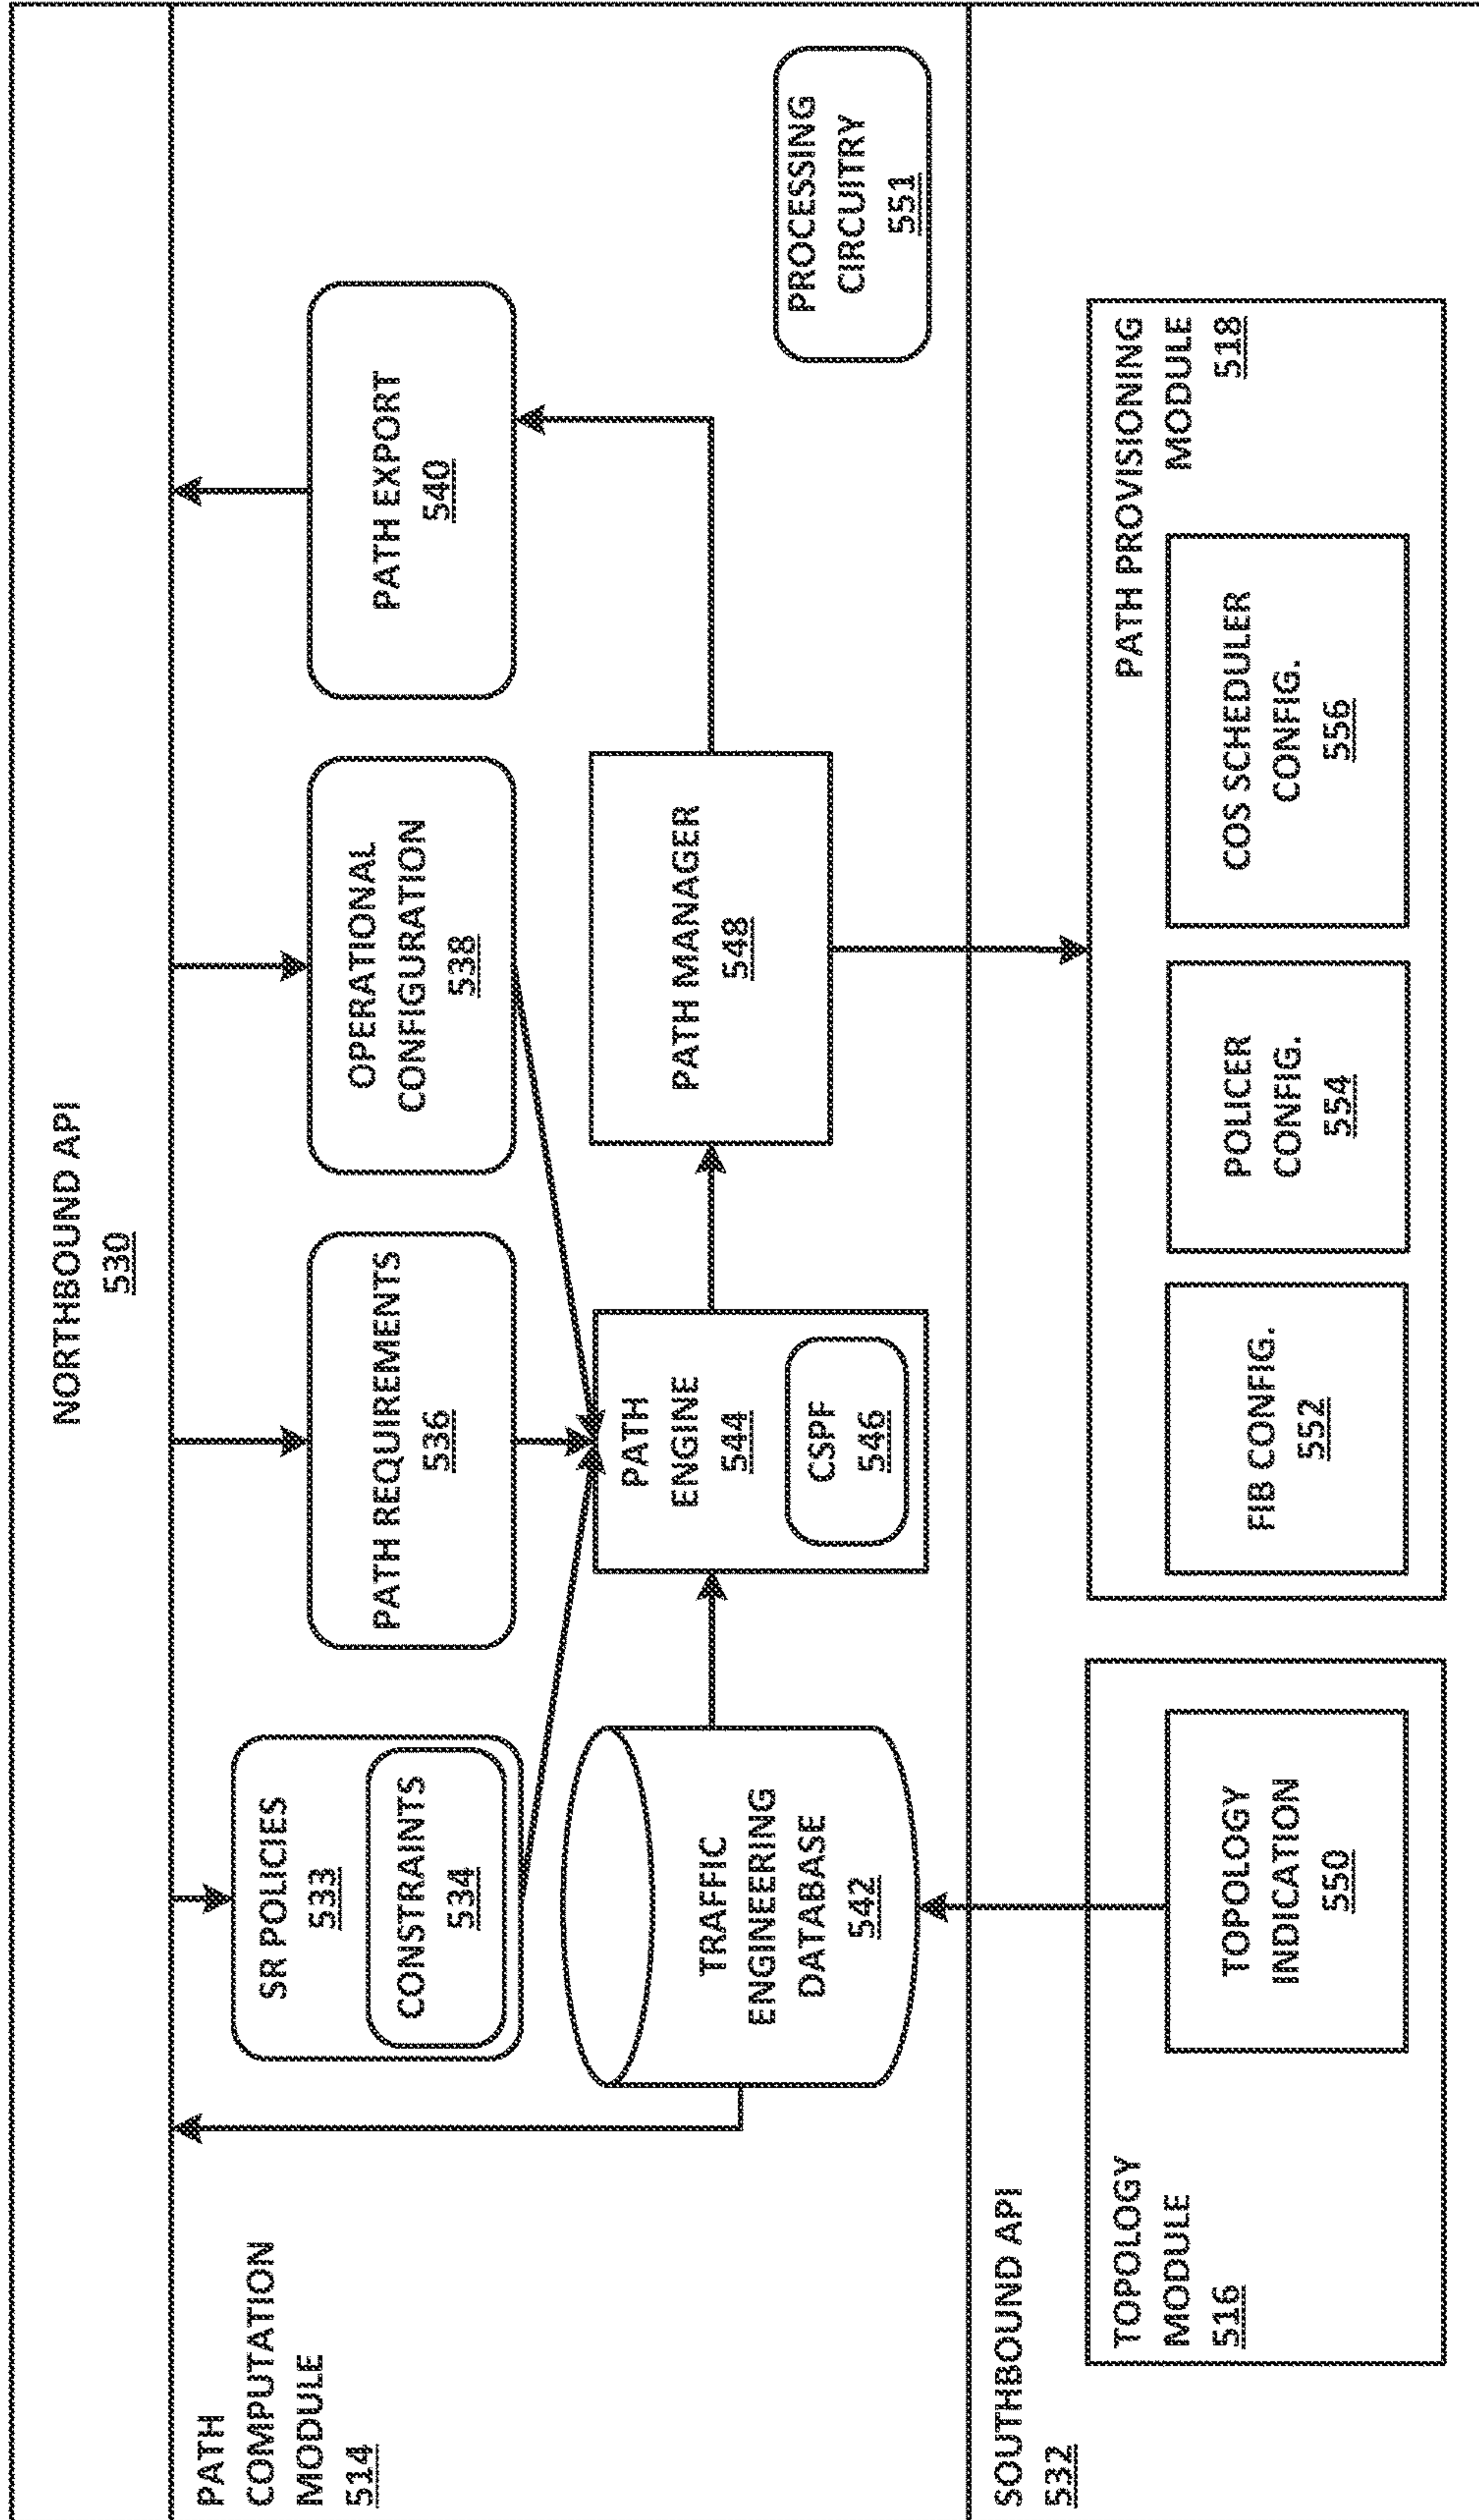 NORTHBOUND API
530
PATH
COMPUTATION
MODULE
514
SR POLICIES
533
CONSTRAINTS
534
PATH REQUIREMENTS
536
OPERATIONAL
CONFIGURATION
538
PATH EXPORT
540
TRAFFIC
ENGINEERING
DATABASE
542
PATH
ENGINE
544
CSPF
546
PATH MANAGER
548
PROCESSING
CIRCUITRY
551
SOUTHBOUND API
532
TOPOLOGY
MODULE
516
TOPOLOGY
INDICATION
550
PATH PROVISIONING
MODULE
518
FIB CONFIG.
552
POLICER
CONFIG.
554
COS SCHEDULER
CONFIG.
556